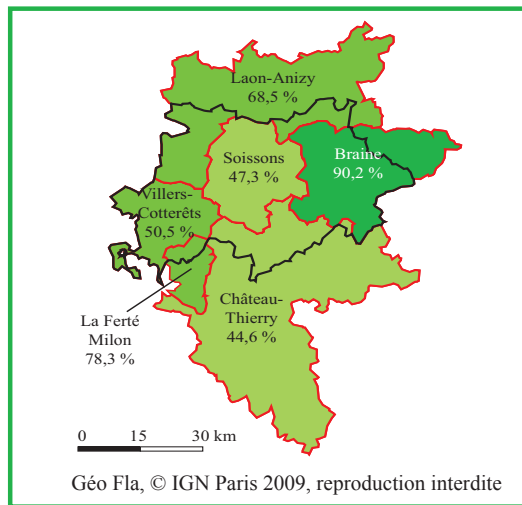 Laon-Anizy
68,5 %
Soissons
47,3 %
Braine
90,2 %
Villers-
Cotterêts
50,5 %
La Ferté
Milon
78,3 %
Château-
Thierry
44,6 %
0 15 30 km
Géo Fla, © IGN Paris 2009, reproduction interdite